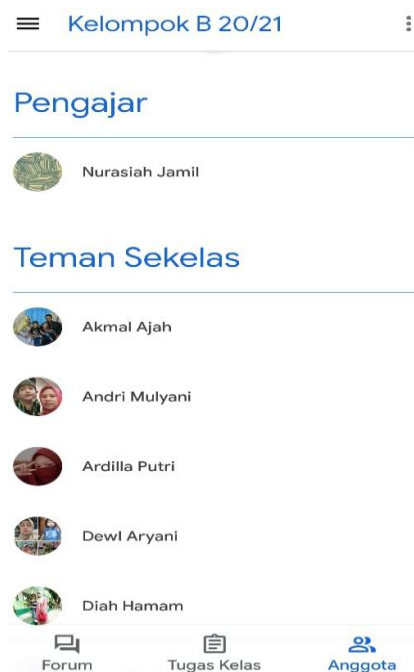 Kelompok B 20/21
Pengajar
Nurasiah Jamil
Teman Sekelas
Akmal Ajah
Andri Mulyani
Ardilla Putri
Dewl Aryani
Diah Hamam
Forum
Tugas Kelas
Anggota